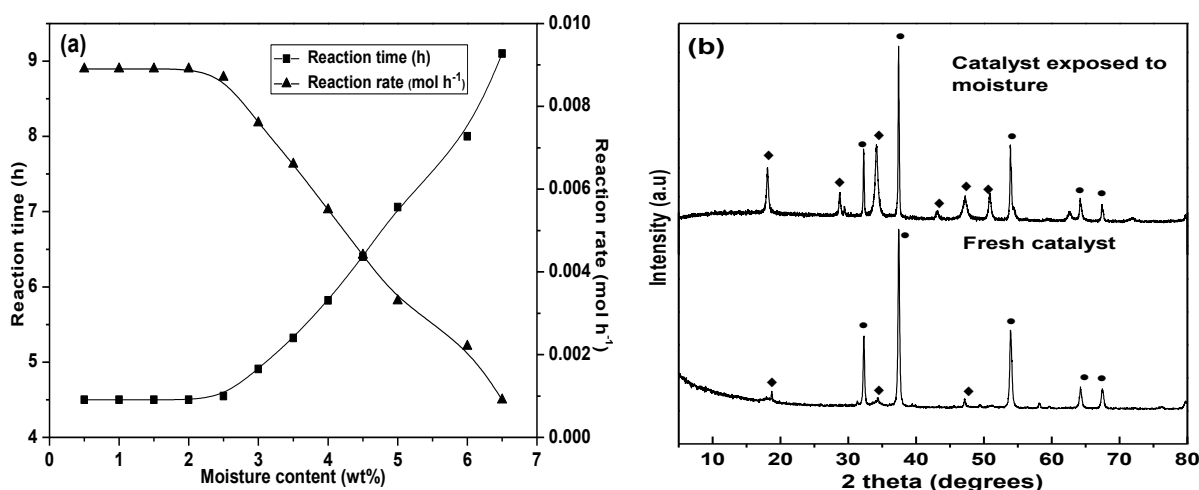 (a)
Reaction time (h)
Reaction rate (mol h-1)
9
8
7
6
5
4
Reaction time (h)
0.010
0.008
0.006
0.004
0.002
0.000
Reaction rate (mol h-1)
0 1 2 3 4 5 6 7
Moisture content (wt%)
(b)
Catalyst exposed to
moisture
Fresh catalyst
Intensity (a.u)
10 20 30 40 50 60 70 80
2 theta (degrees)